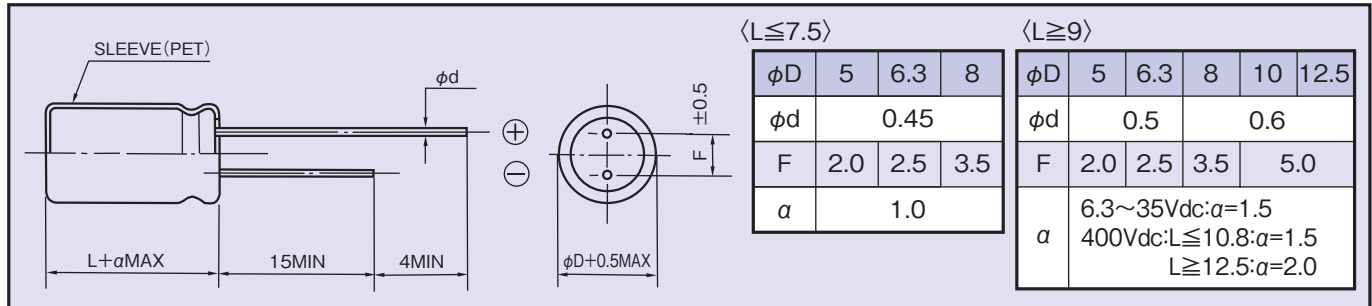 SLEEVE(PET)
φd
⊕
⊖
F ±0.5
L+αMAX
15MIN
4MIN
φD+0.5MAX
〈L≦7.5〉
φD 5 6.3 8
φd 0.45
F 2.0 2.5 3.5
α 1.0
〈L≧9〉
φD 5 6.3 8 10 12.5
φd 0.5 0.6
F 2.0 2.5 3.5 5.0
α 6.3～35Vdc:α=1.5
400Vdc:L≦10.8:α=1.5
L≧12.5:α=2.0